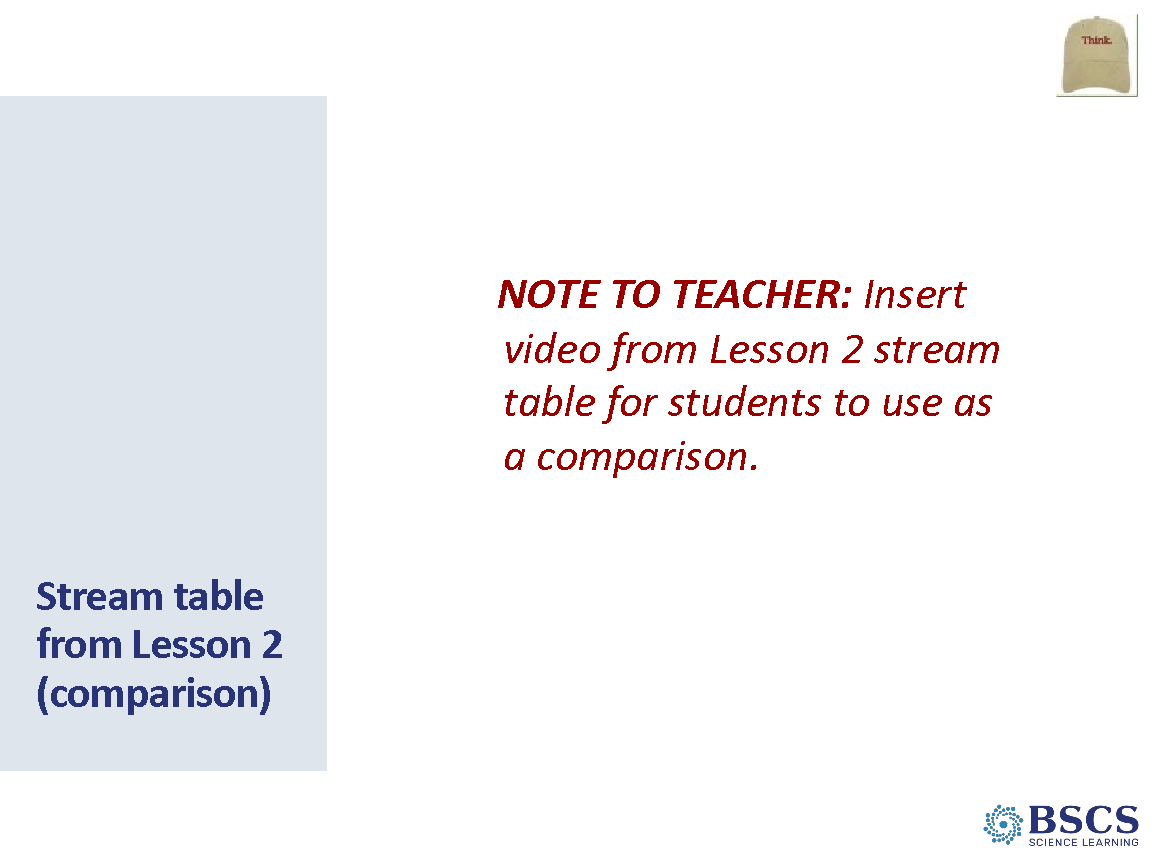 Think.
NOTE TO TEACHER: Insert
video from Lesson 2 stream
table for students to use as
a comparison.
Stream table
from Lesson 2
(comparison)
BSCS
SCIENCE LEARNING